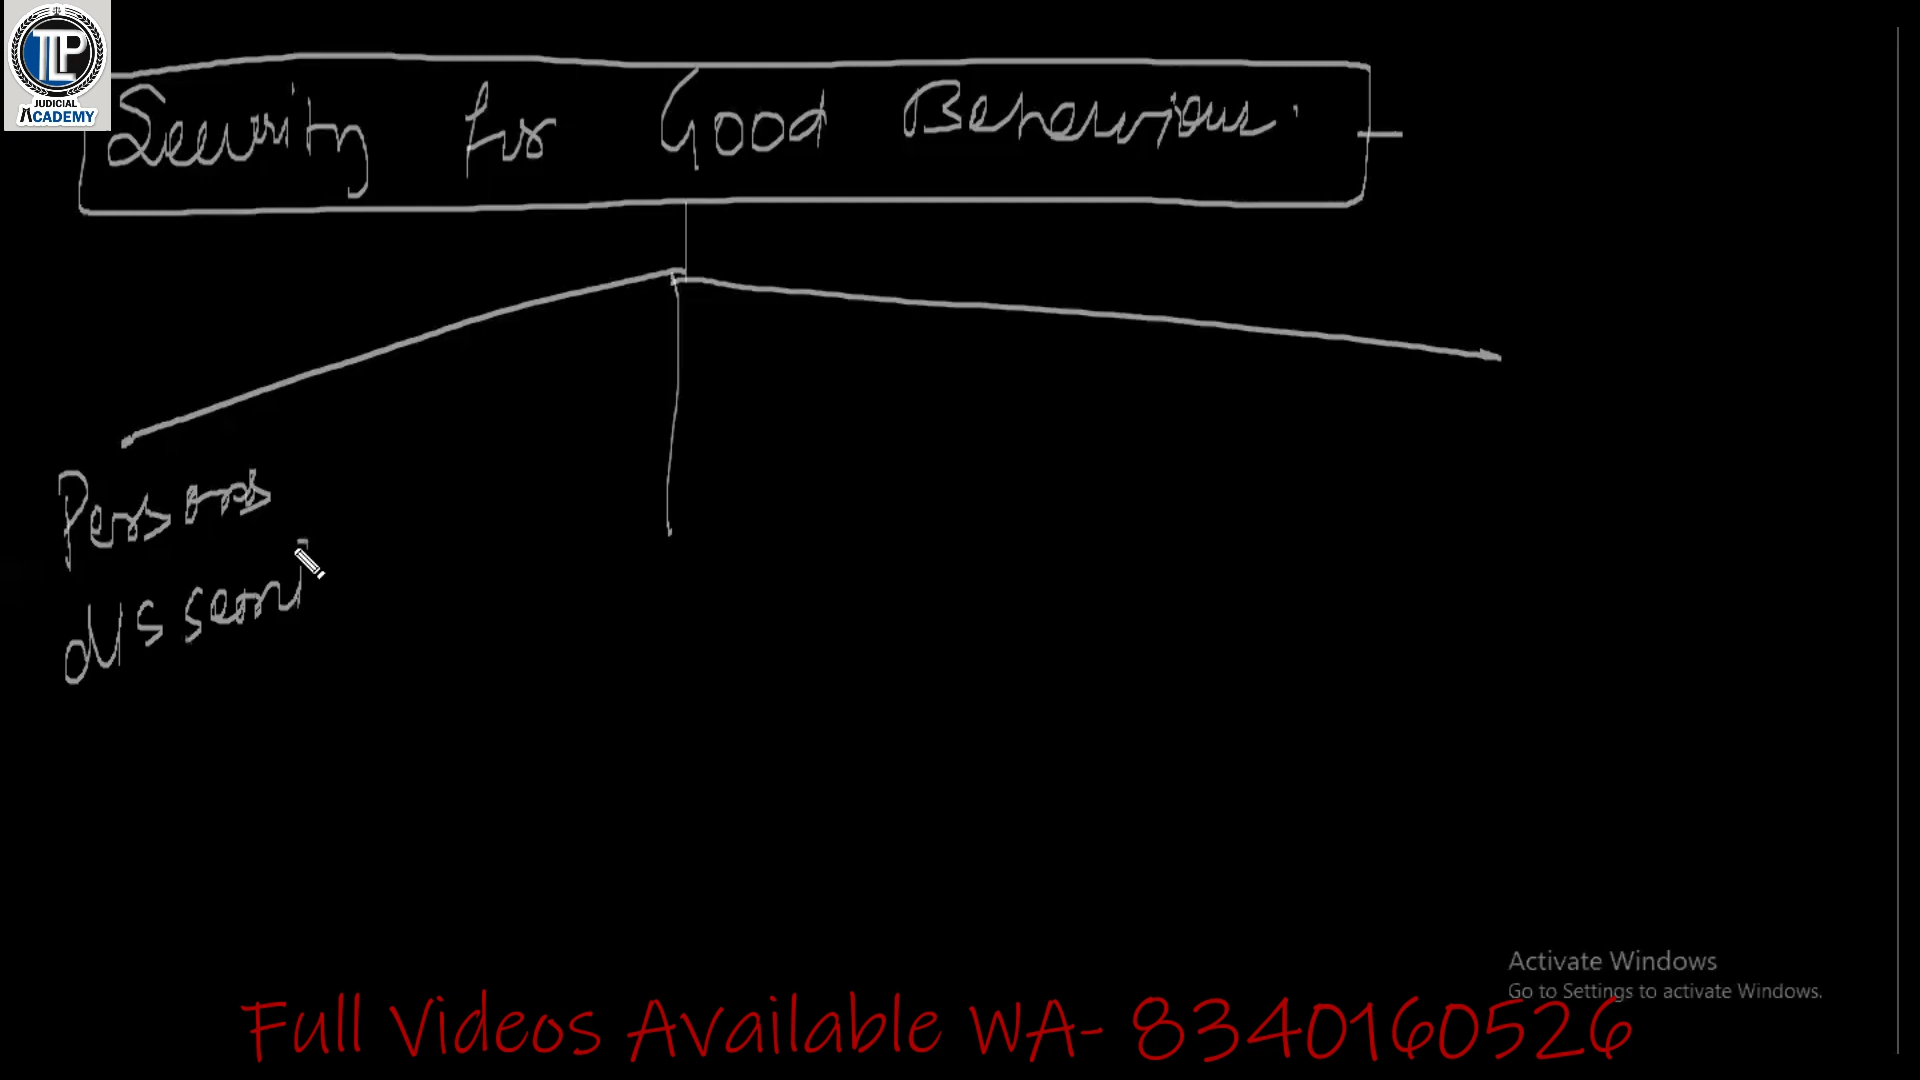 TLP
JUDICIAL
ACADEMY
Security for Good Behaviour.
Persons
dissemi
Activate Windows
Go to Settings to activate Windows.
Full Videos Available WA- 8340160526